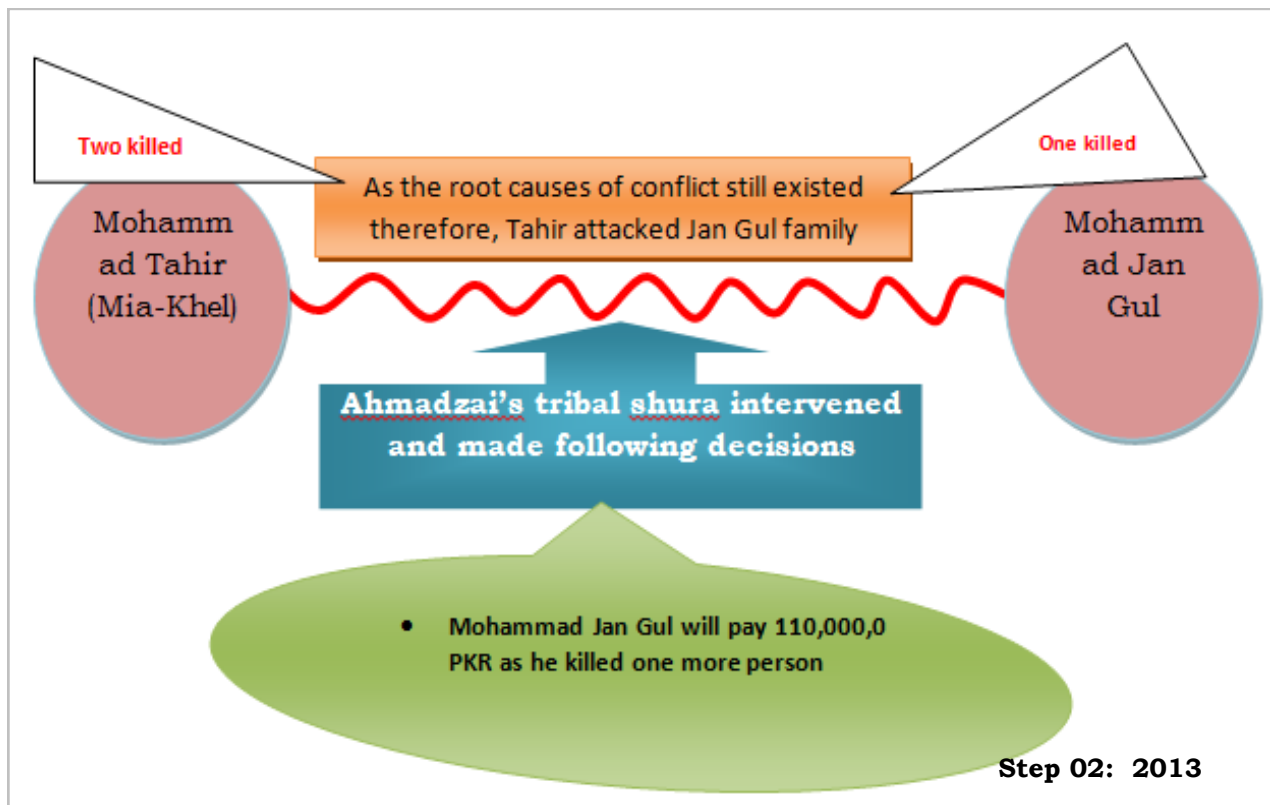 Two killed
One killed
As the root causes of conflict still existed
therefore, Tahir attacked Jan Gul family
Mohamm
ad Tahir
(Mia-Khel)
Mohamm
ad Jan
Gul
Ahmadzai's tribal shura intervened
and made following decisions
• Mohammad Jan Gul will pay 110,000,0
PKR as he killed one more person
Step 02: 2013